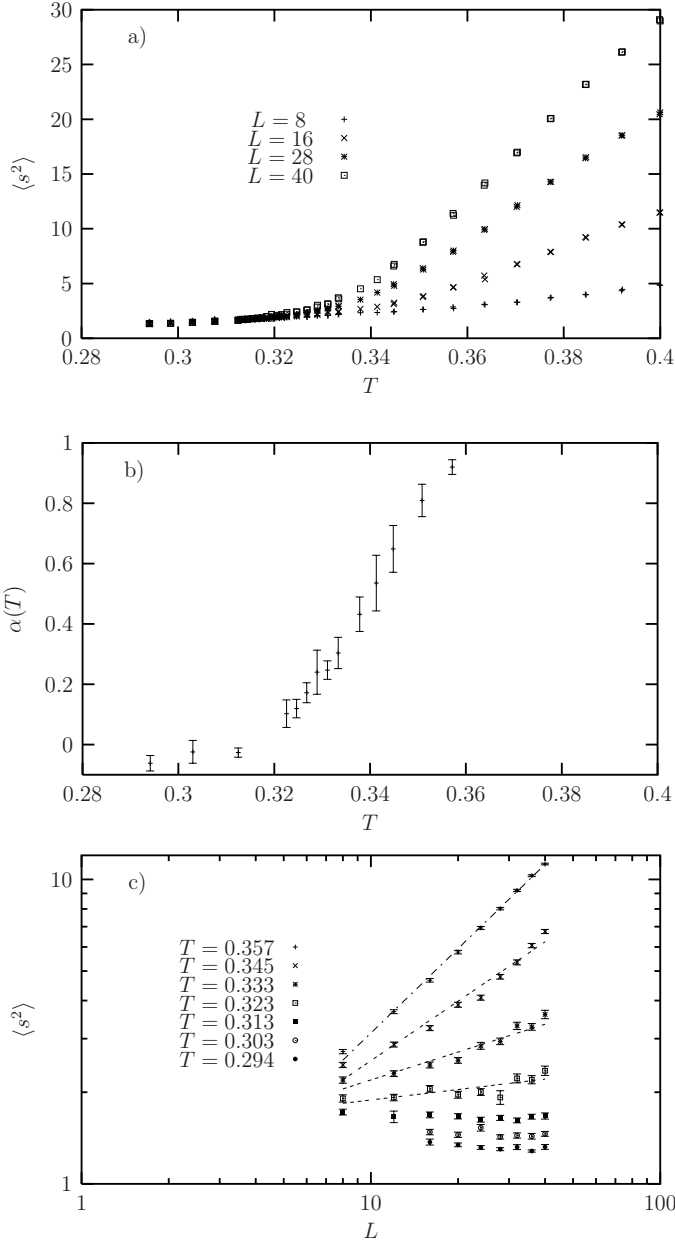 30
25
20
15
10
5
0
⟨s²⟩
a)
L = 8
L = 16
L = 28
L = 40
0.28 0.3 0.32 0.34 0.36 0.38 0.4
T
1
0.8
0.6
0.4
0.2
0
α(T)
b)
0.28 0.3 0.32 0.34 0.36 0.38 0.4
T
10
1
⟨s²⟩
c)
T = 0.357
T = 0.345
T = 0.333
T = 0.323
T = 0.313
T = 0.303
T = 0.294
1 10 100
L